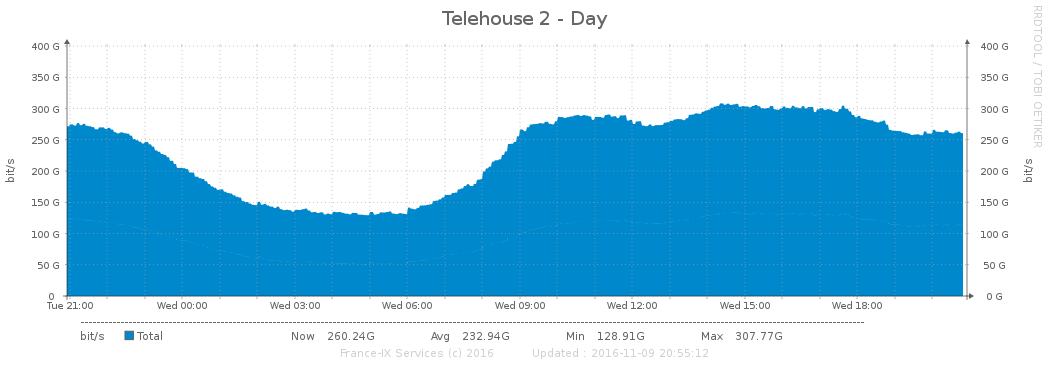 Telehouse 2 - Day
RRDTOOL / TOBI OETIKER
bit/s
400 G 400 G
350 G 350 G
300 G 300 G
250 G 250 G
200 G 200 G
150 G 150 G
100 G 100 G
50 G 50 G
0 0 G
bit/s
Tue 21:00 Wed 00:00 Wed 03:00 Wed 06:00 Wed 09:00 Wed 12:00 Wed 15:00 Wed 18:00
bit/s Total Now 260.24G Avg 232.94G Min 128.91G Max 307.77G
France-IX Services (c) 2016 Updated : 2016-11-09 20:55:12